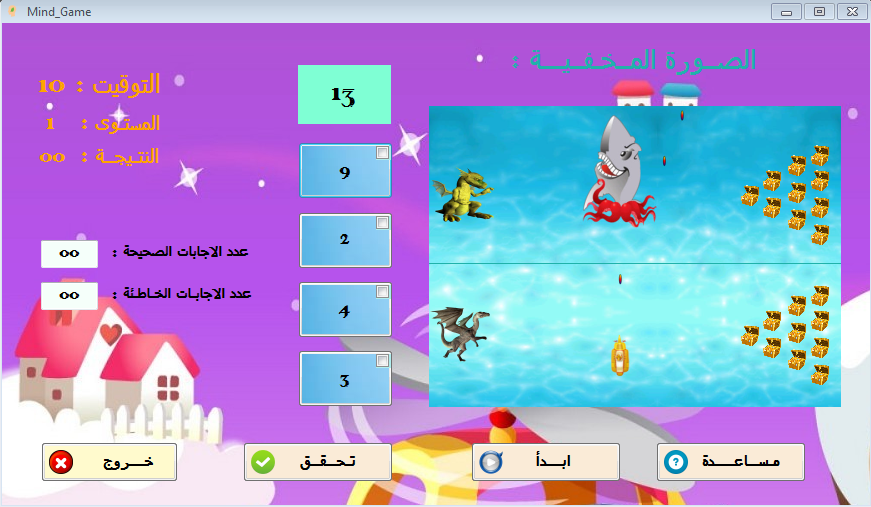 Mind_Game
الصورة المخفية :
التوقيت : 10
المستوى : 1
النتيجة : 00
13
9
2
4
3
عدد الاجابات الصحيحة : 00
عدد الاجابات الخاطئة : 00
مساعدة
ابدأ
تحقق
خروج